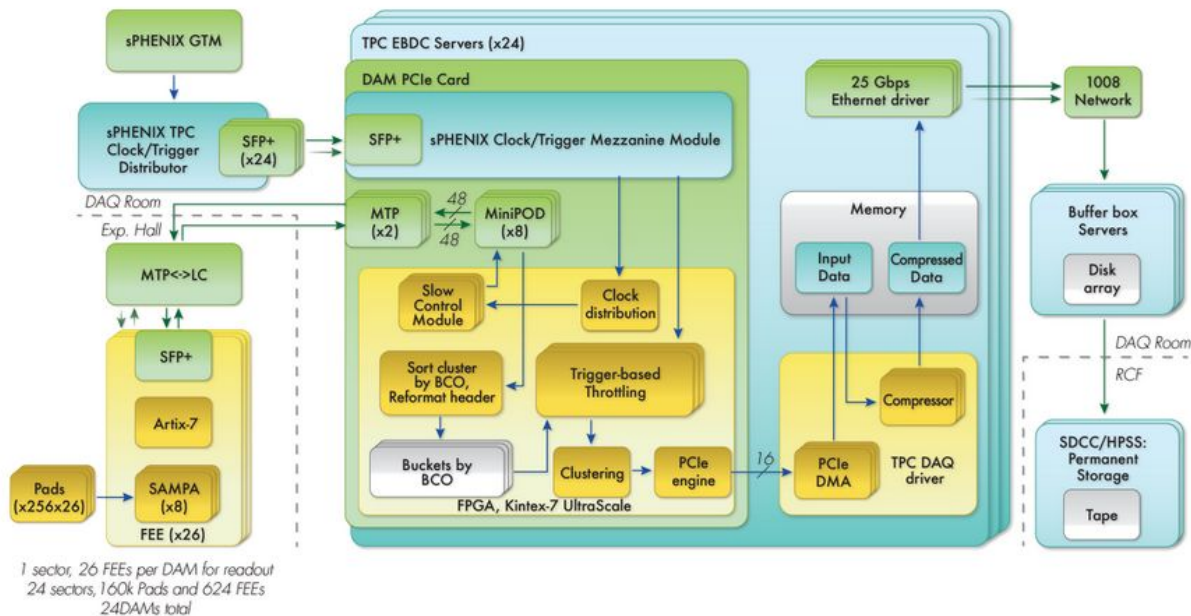 sPHENIX GTM
sPHENIX TPC
Clock/Trigger
Distributor
SFP+
(x24)
DAQ Room
Exp. Hall
MTP<->LC
SFP+
Artix-7
Pads
(x256x26)
SAMPA
(x8)
FEE (x26)
1 sector, 26 FEEs per DAM for readout
24 sectors, 160k Pads and 624 FEEs
24DAMs total
TPC EBDC Servers (x24)
DAM PCIe Card
SFP+
sPHENIX Clock/Trigger Mezzanine Module
MTP
(x2)
48
48
MiniPOD
(x8)
Slow
Control
Module
Clock
distribution
Sort cluster
by BCO,
Reformat header
Trigger-based
Throttling
Buckets by
BCO
Clustering
PCIe
engine
FPGA, Kintex-7 UltraScale
16
25 Gbps
Ethernet driver
Memory
Input
Data
Compressed
Data
Compressor
PCIe
DMA
TPC DAQ
driver
1008
Network
Buffer box
Servers
Disk
array
DAQ Room
RCF
SDCC/HPSS:
Permanent
Storage
Tape